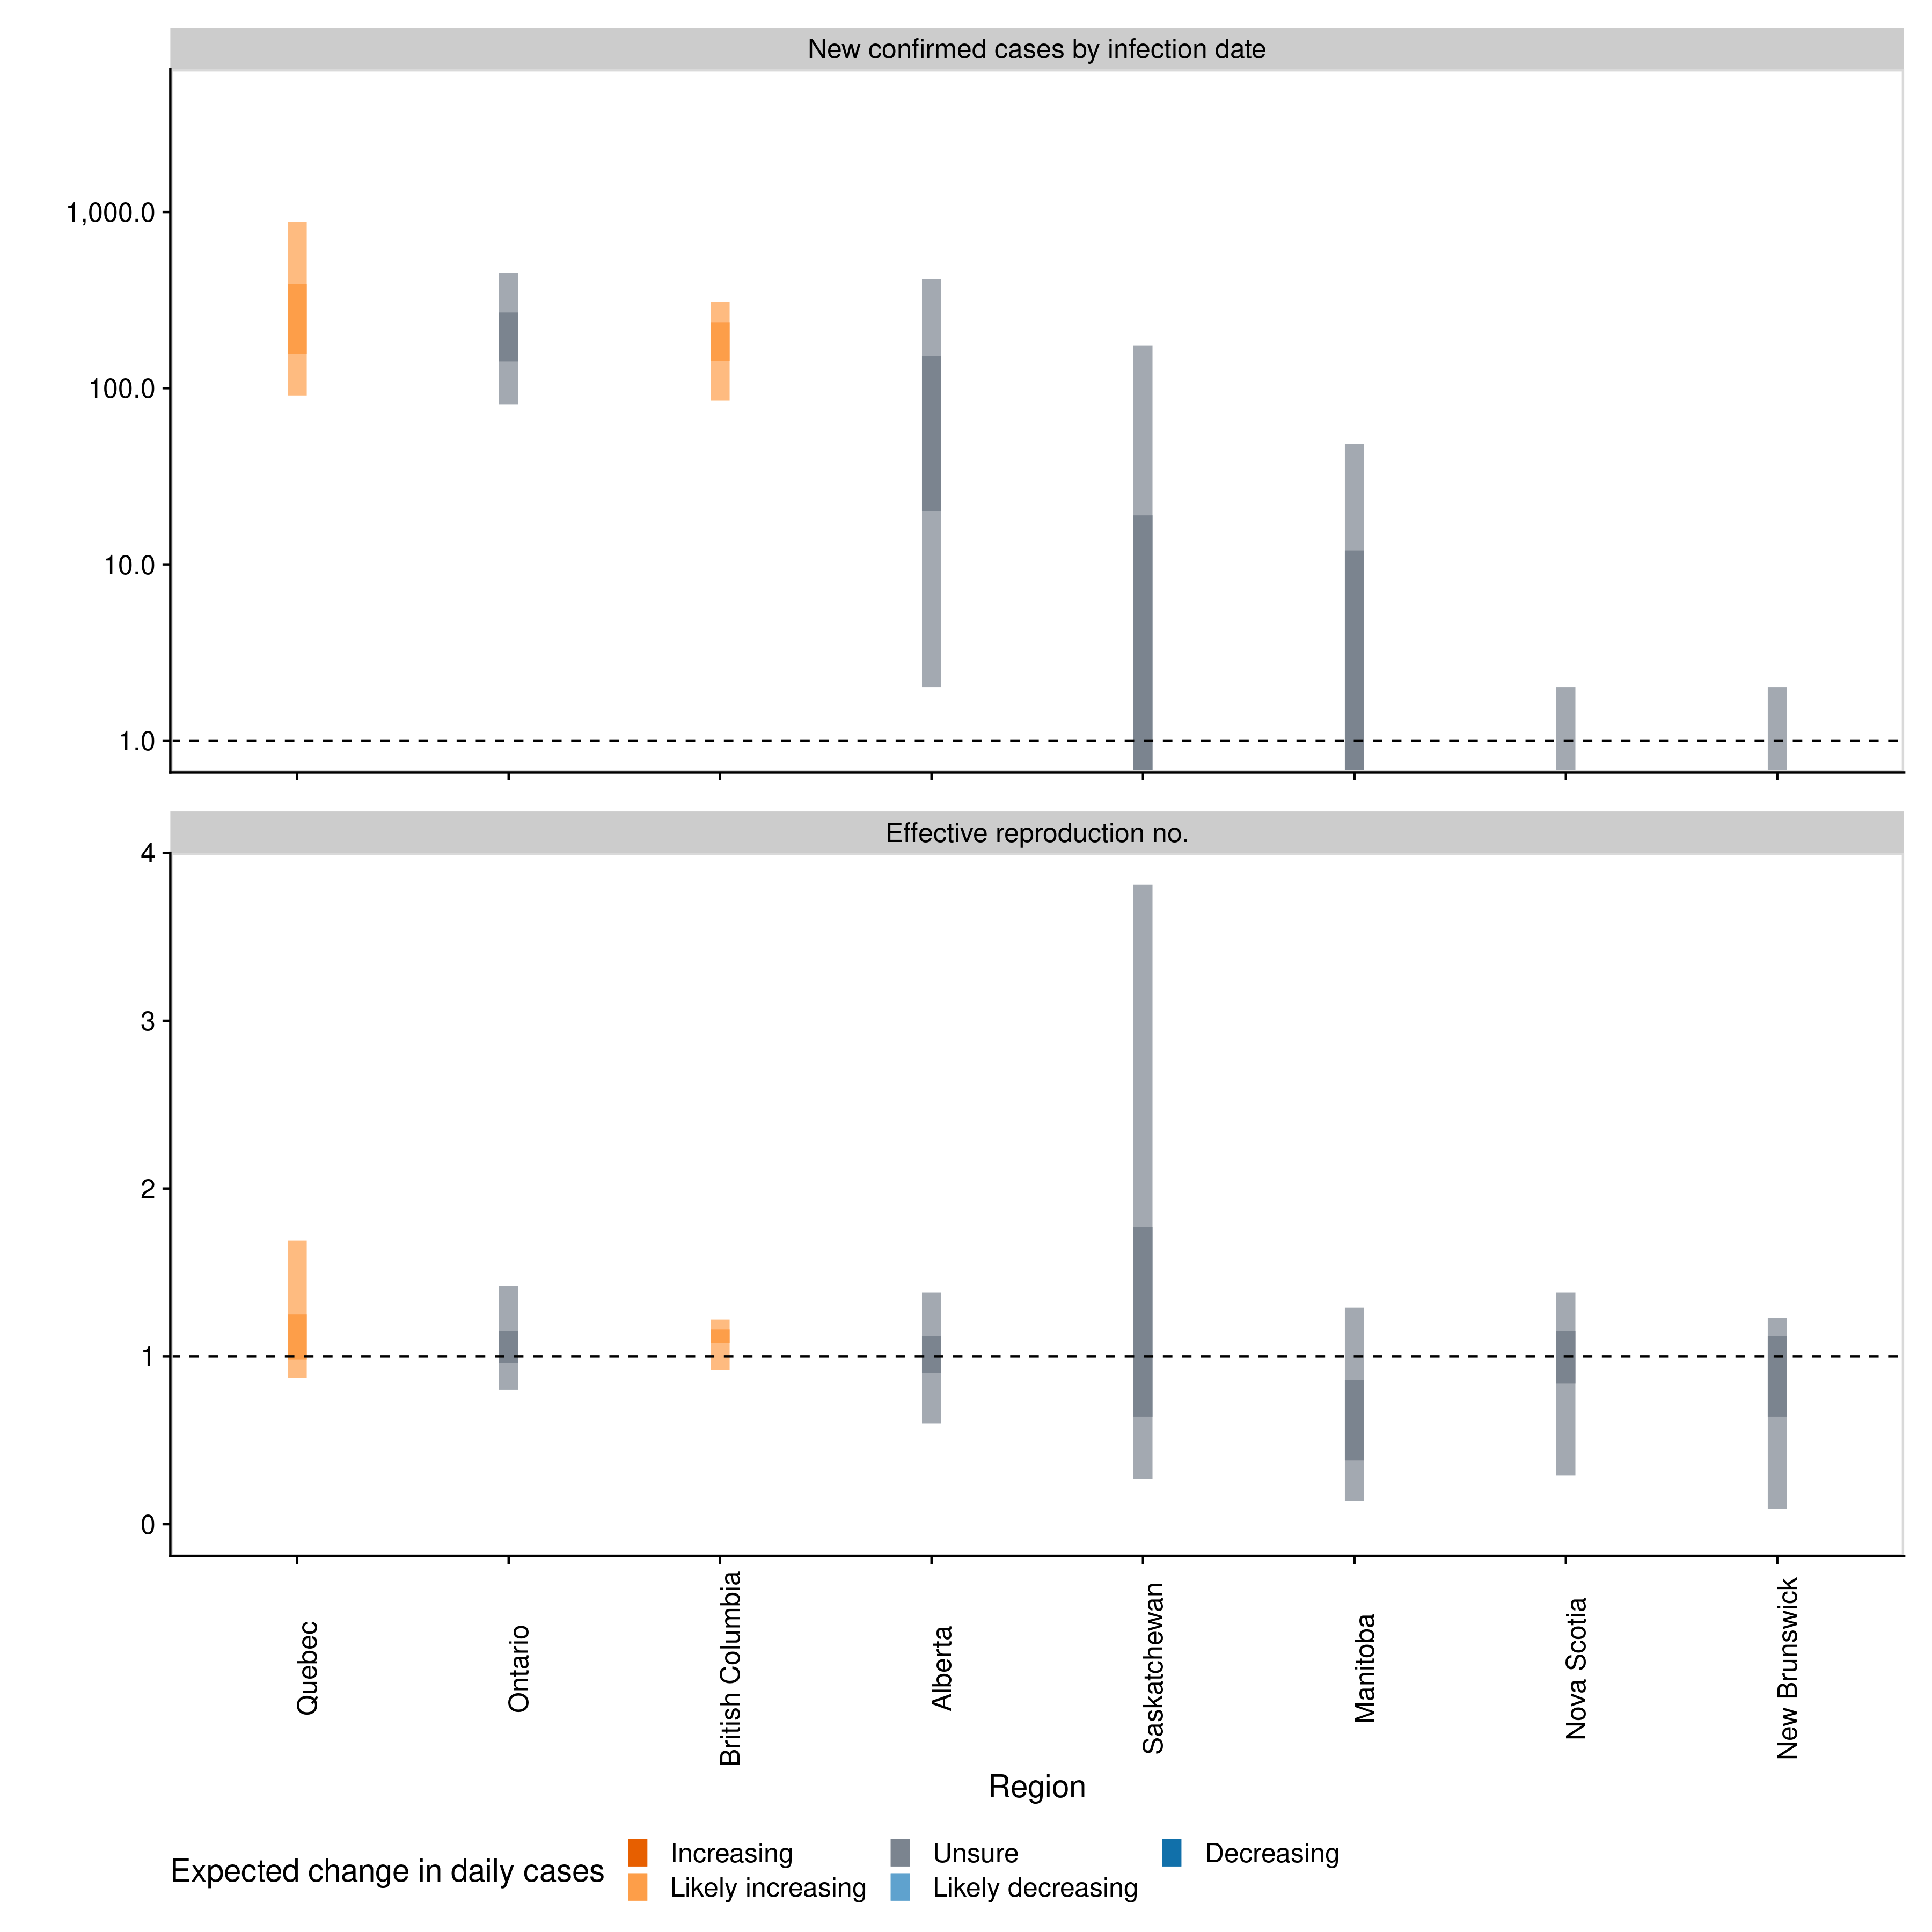 New confirmed cases by infection date
1,000.0
100.0
10.0
1.0
Effective reproduction no.
4
3
2
1
0
Quebec
Ontario
British Columbia
Alberta
Saskatchewan
Manitoba
Nova Scotia
New Brunswick
Region
Expected change in daily cases
Increasing
Likely increasing
Unsure
Likely decreasing
Decreasing